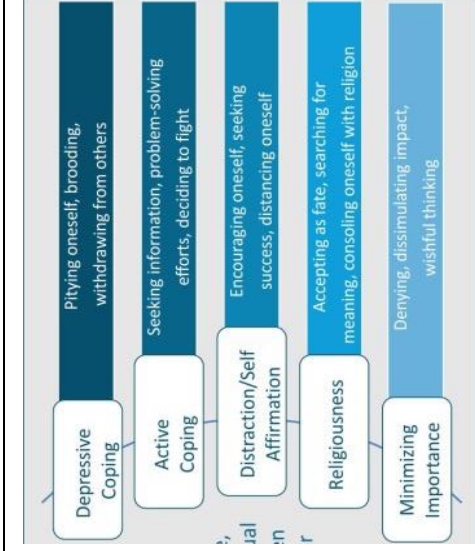 Depressive
Coping
Pitying oneself, brooding,
withdrawing from others
Active
Coping
Seeking information, problem-solving
efforts, deciding to fight
Distraction/Self
Affirmation
Encouraging oneself, seeking
success, distancing oneself
Religiousness
Accepting as fate, searching for
meaning, consoling oneself with religion
Minimizing
Importance
Denying, dissimulating impact,
wishful thinking